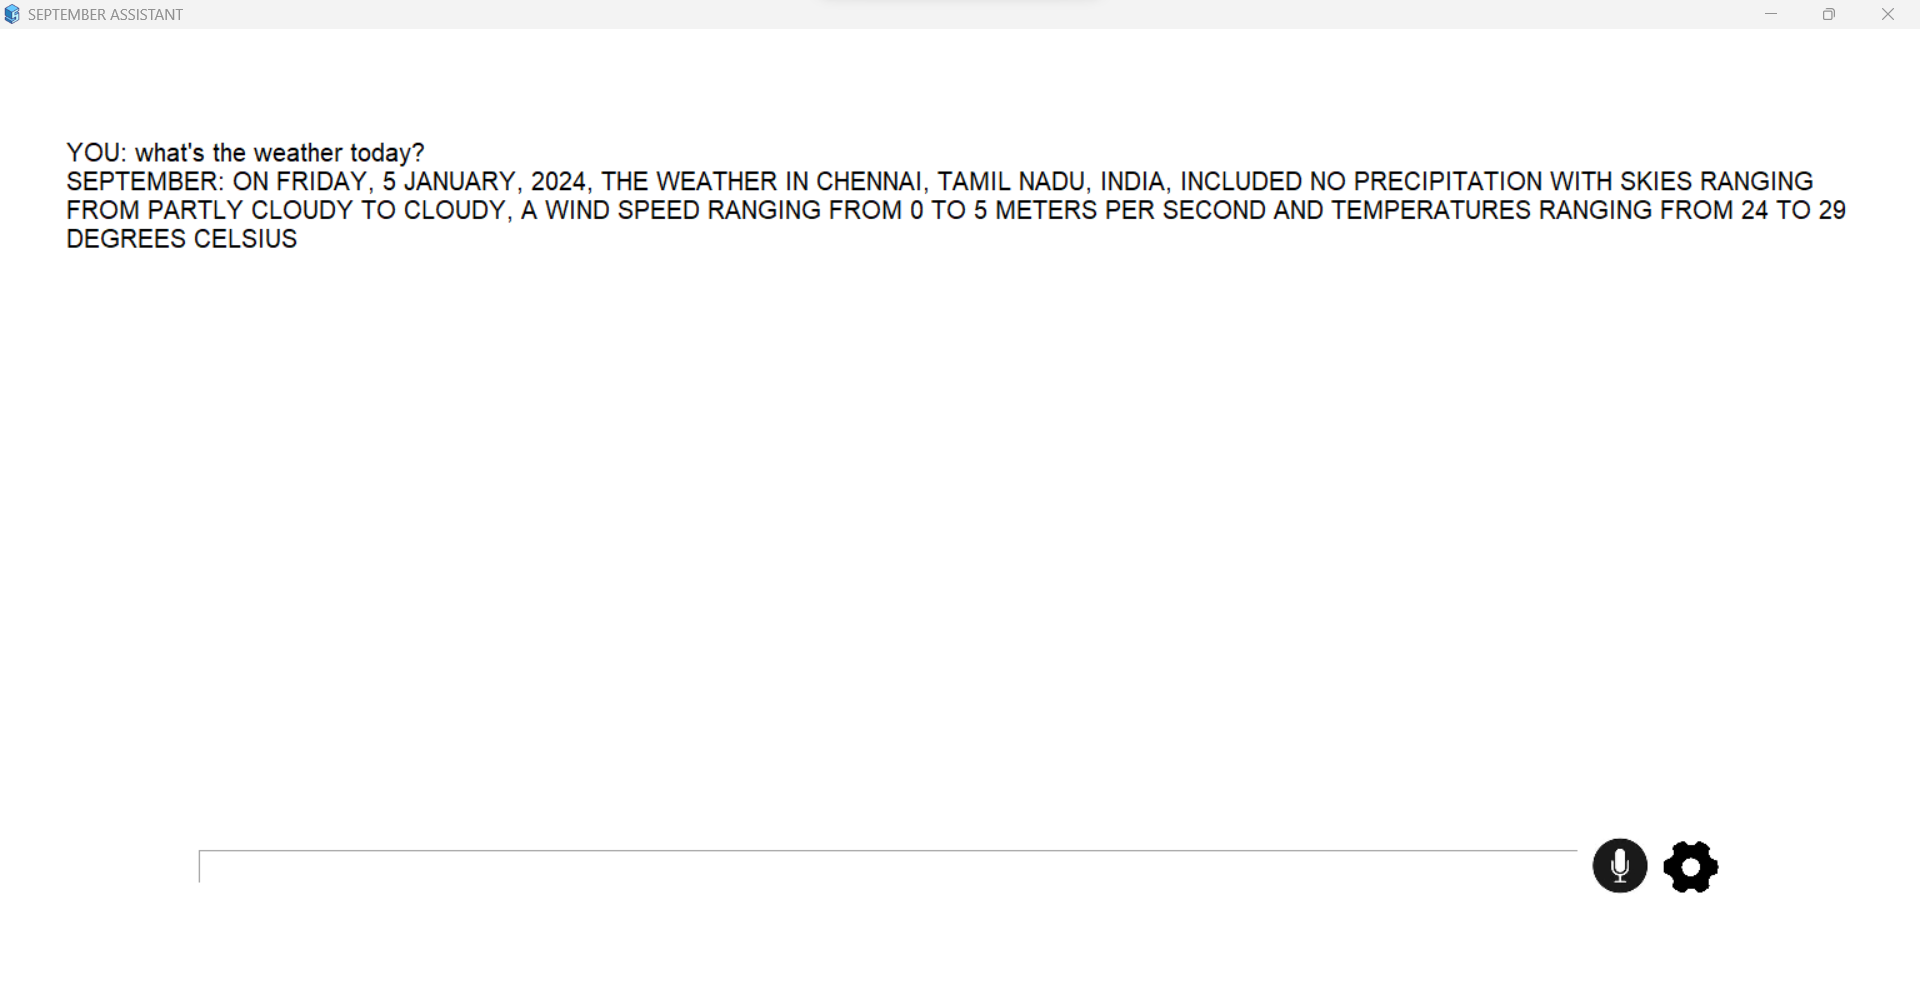 SEPTEMBER ASSISTANT
YOU: what's the weather today?
SEPTEMBER: ON FRIDAY, 5 JANUARY, 2024, THE WEATHER IN CHENNAI, TAMIL NADU, INDIA, INCLUDED NO PRECIPITATION WITH SKIES RANGING
FROM PARTLY CLOUDY TO CLOUDY, A WIND SPEED RANGING FROM 0 TO 5 METERS PER SECOND AND TEMPERATURES RANGING FROM 24 TO 29
DEGREES CELSIUS